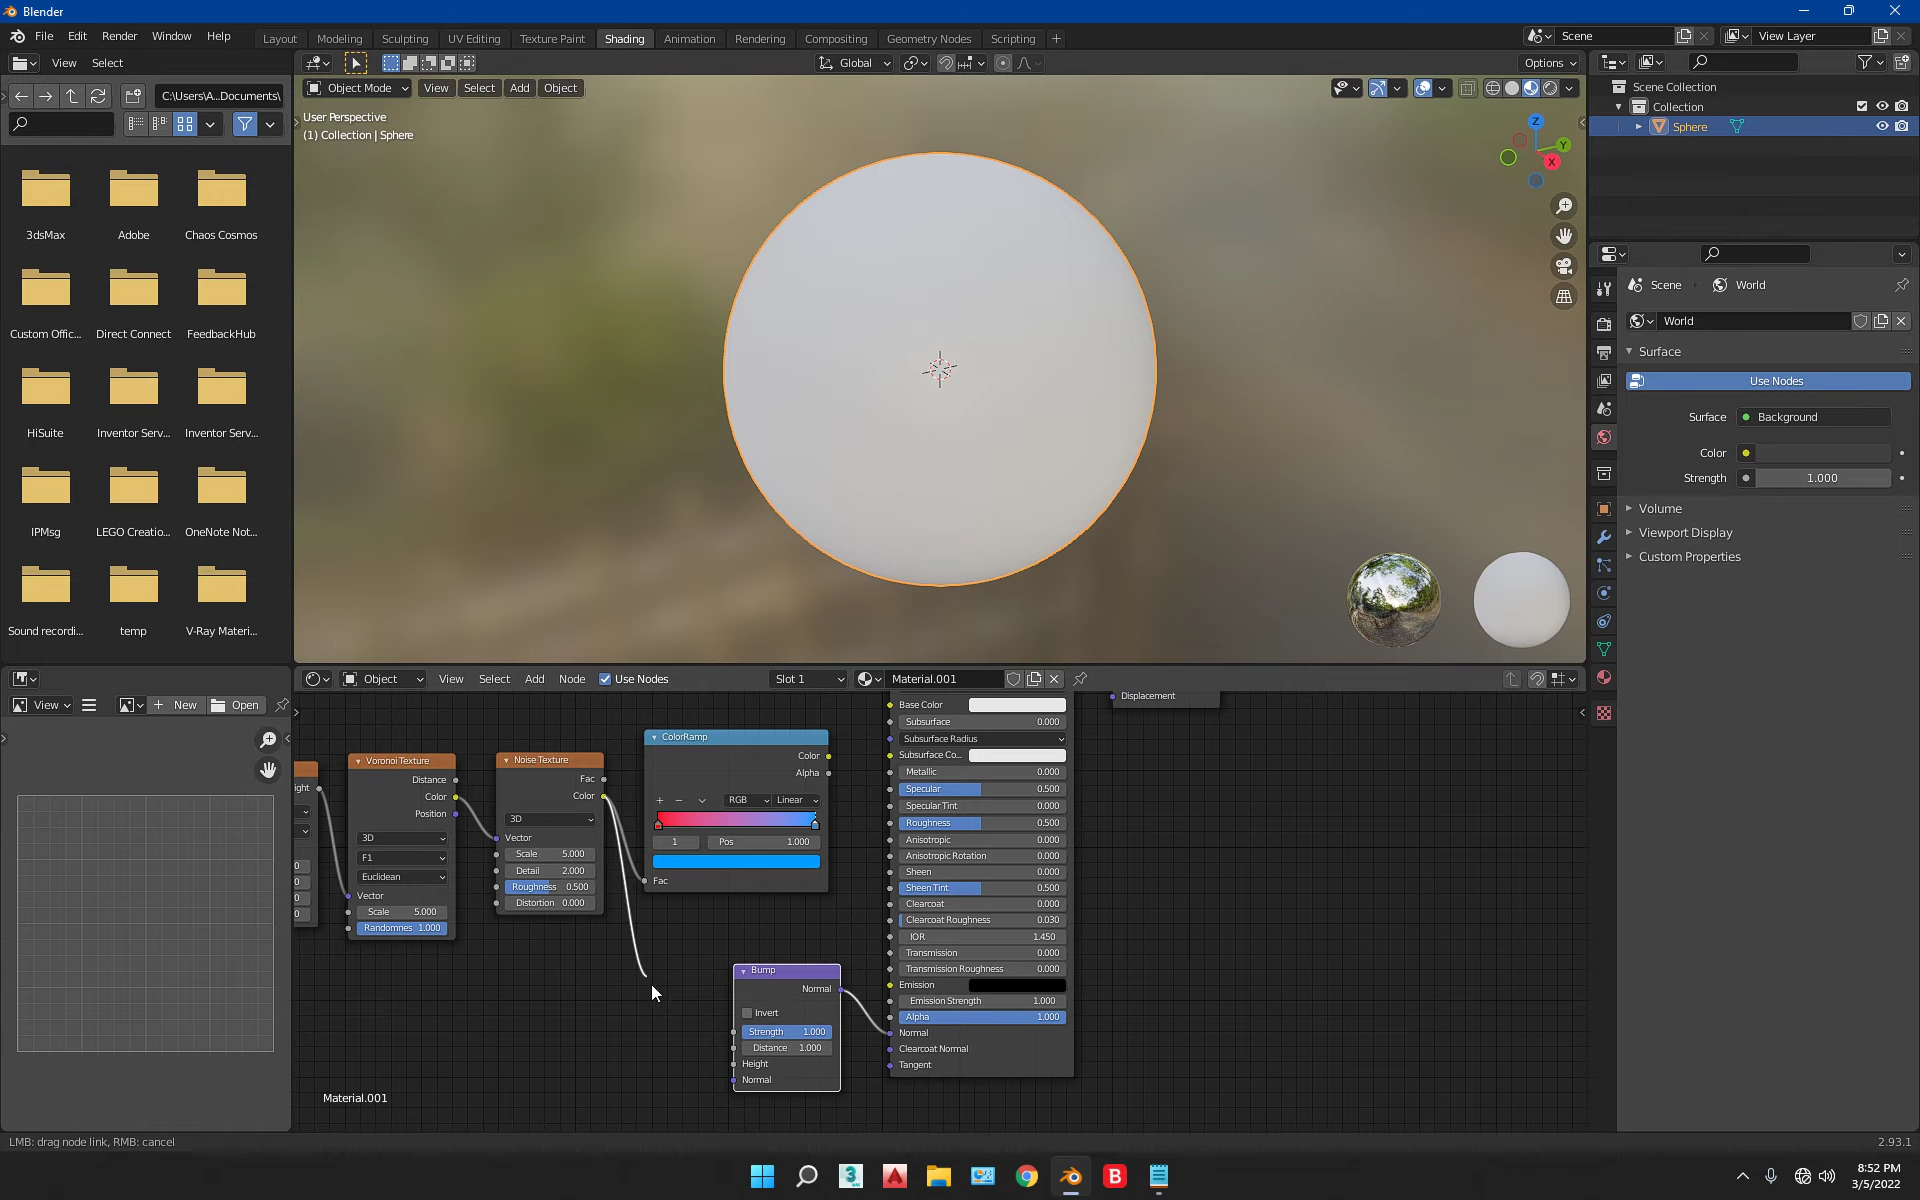 Blender
File Edit Render Window Help
Layout Modeling Sculpting UV Editing Texture Paint Shading Animation Rendering Compositing Geometry Nodes Scripting +
Scene
View Layer
View Select
Global
Options
C:\Users\A...Documents\
Object Mode View Select Add Object
User Perspective
(1) Collection | Sphere
Z
Y
X
Scene Collection
Collection
Sphere
3dsMax Adobe Chaos Cosmos
Custom Offic... Direct Connect FeedbackHub
HiSuite Inventor Serv... Inventor Serv...
IPMsg LEGO Creatio... OneNote Not...
Sound recordi... temp V-Ray Materi...
Scene World
World
Surface
Use Nodes
Surface Background
Color
Strength 1.000
Volume
Viewport Display
Custom Properties
Object View Select Add Node Use Nodes Slot 1 Material.001
View + New Open
ight
0
0
0
0
Voronoi Texture
Distance
Color
Position
3D
F1
Euclidean
Vector
Scale 5.000
Randomnes 1.000
Noise Texture
Fac
Color
3D
Vector
Scale 5.000
Detail 2.000
Roughness 0.500
Distortion 0.000
ColorRamp
Color
Alpha
+ − RGB Linear
1 Pos 1.000
Fac
Bump
Normal
Invert
Strength 1.000
Distance 1.000
Height
Normal
Base Color
Subsurface 0.000
Subsurface Radius
Subsurface Co...
Metallic 0.000
Specular 0.500
Specular Tint 0.000
Roughness 0.500
Anisotropic 0.000
Anisotropic Rotation 0.000
Sheen 0.000
Sheen Tint 0.500
Clearcoat 0.000
Clearcoat Roughness 0.030
IOR 1.450
Transmission 0.000
Transmission Roughness 0.000
Emission
Emission Strength 1.000
Alpha 1.000
Normal
Clearcoat Normal
Tangent
Displacement
Material.001
LMB: drag node link, RMB: cancel
2.93.1
3
A
B
8:52 PM
3/5/2022